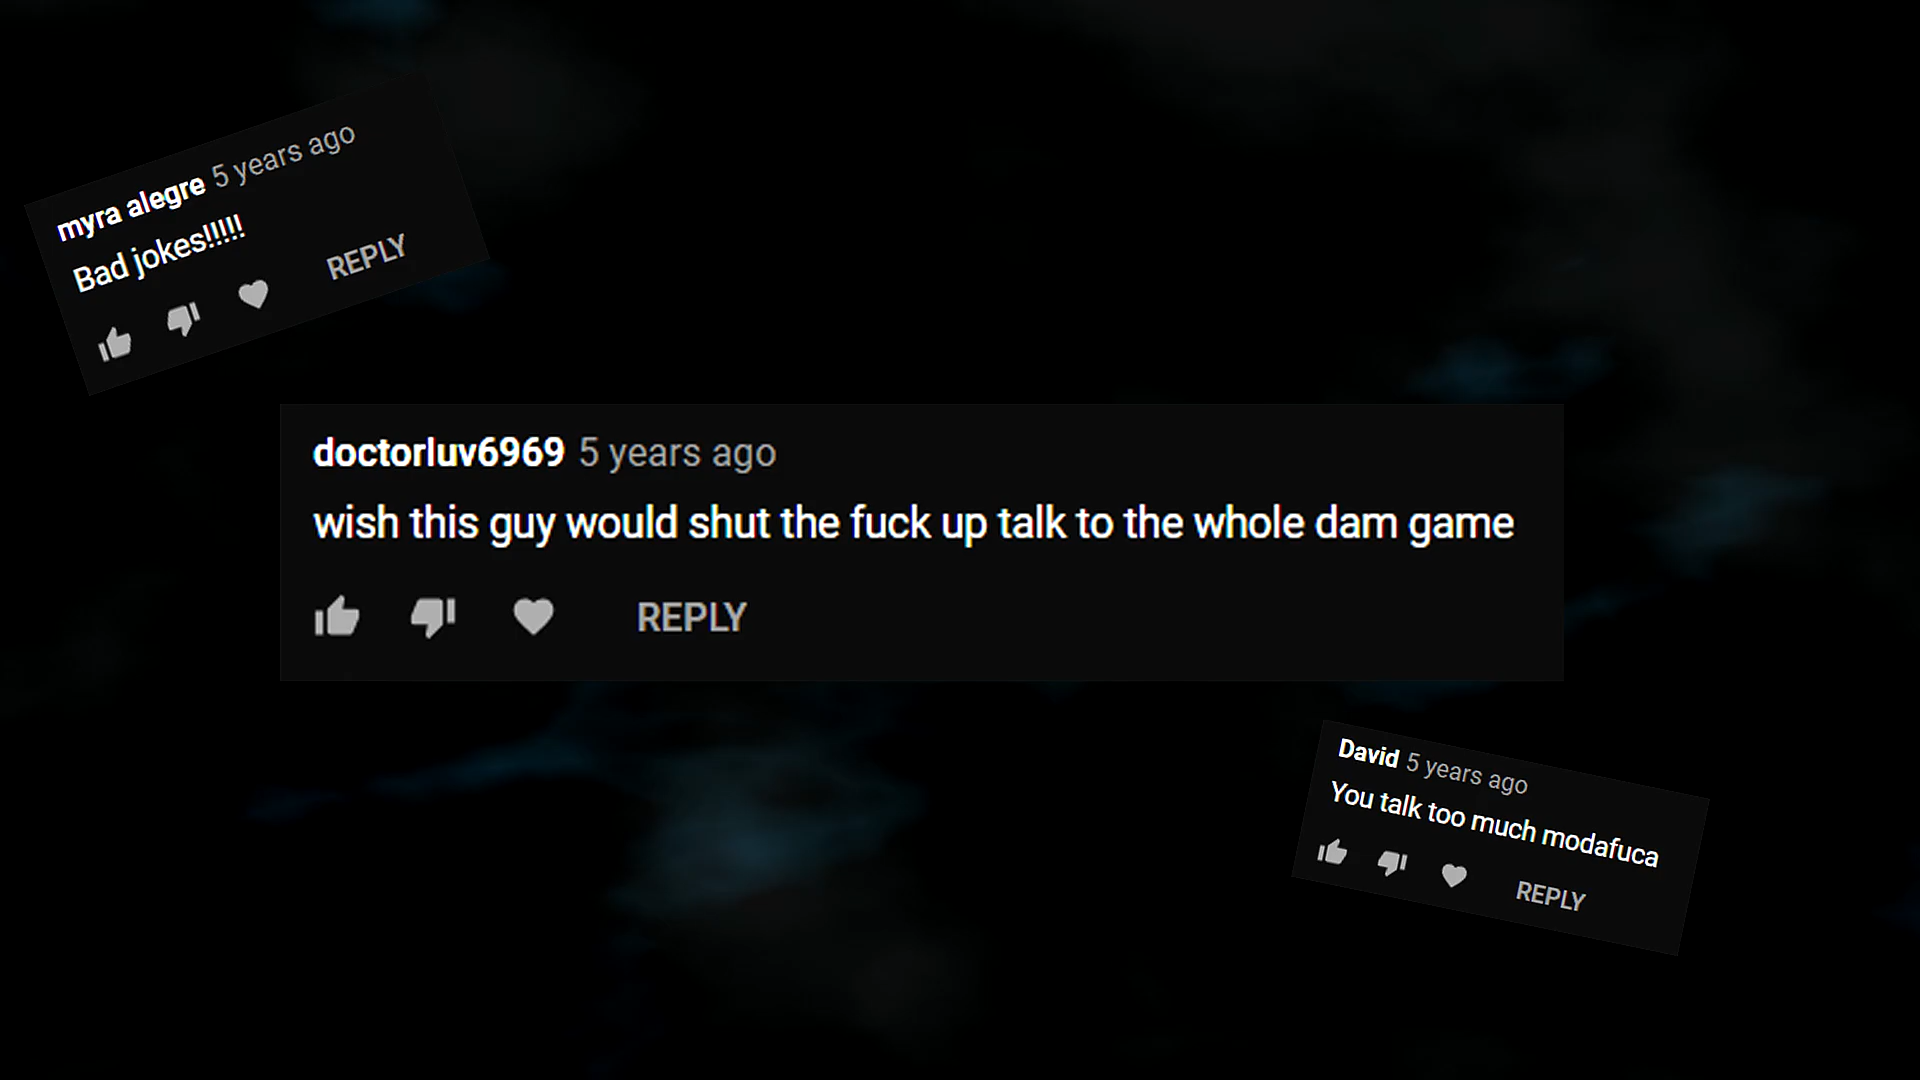 myra alegre 5 years ago
Bad jokes!!!!!
REPLY
doctorluv6969 5 years ago
wish this guy would shut the fuck up talk to the whole dam game
REPLY
David 5 years ago
You talk too much modafuca
REPLY